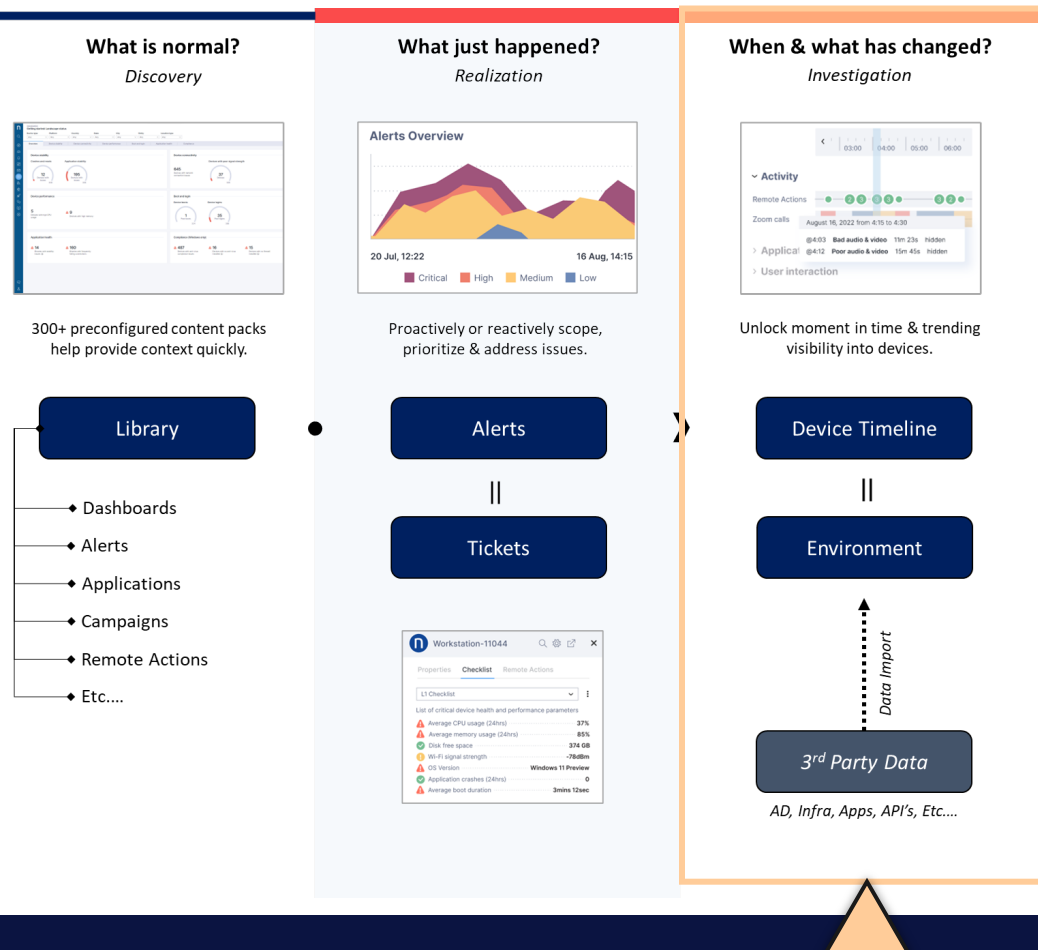 What is normal?
Discovery
300+ preconfigured content packs
help provide context quickly.
Library
Dashboards
Alerts
Applications
Campaigns
Remote Actions
Etc....
What just happened?
Realization
Alerts Overview
20 Jul, 12:22
16 Aug, 14:15
Critical
High
Medium
Low
Proactively or reactively scope,
prioritize & address issues.
Alerts
Tickets
Workstation-11044
Properties Checklist Remote Actions
L1 Checklist
List of critical device health and performance parameters
Average CPU usage (24hrs) 37%
Average memory usage (24hrs) 85%
Disk free space 374 GB
Wi-Fi signal strength -78dBm
OS Version Windows 11 Preview
Application crashes (24hrs) 0
Average boot duration 3mins 12sec
When & what has changed?
Investigation
03:00 04:00 05:00 06:00
Activity
Remote Actions
Zoom calls
August 16, 2022 from 4:15 to 4:30
@4:03 Bad audio & video 11m 23s hidden
Applicat @4:12 Poor audio & video 15m 45s hidden
User interaction
Unlock moment in time & trending
visibility into devices.
Device Timeline
Environment
Data Import
3rd Party Data
AD, Infra, Apps, API's, Etc....